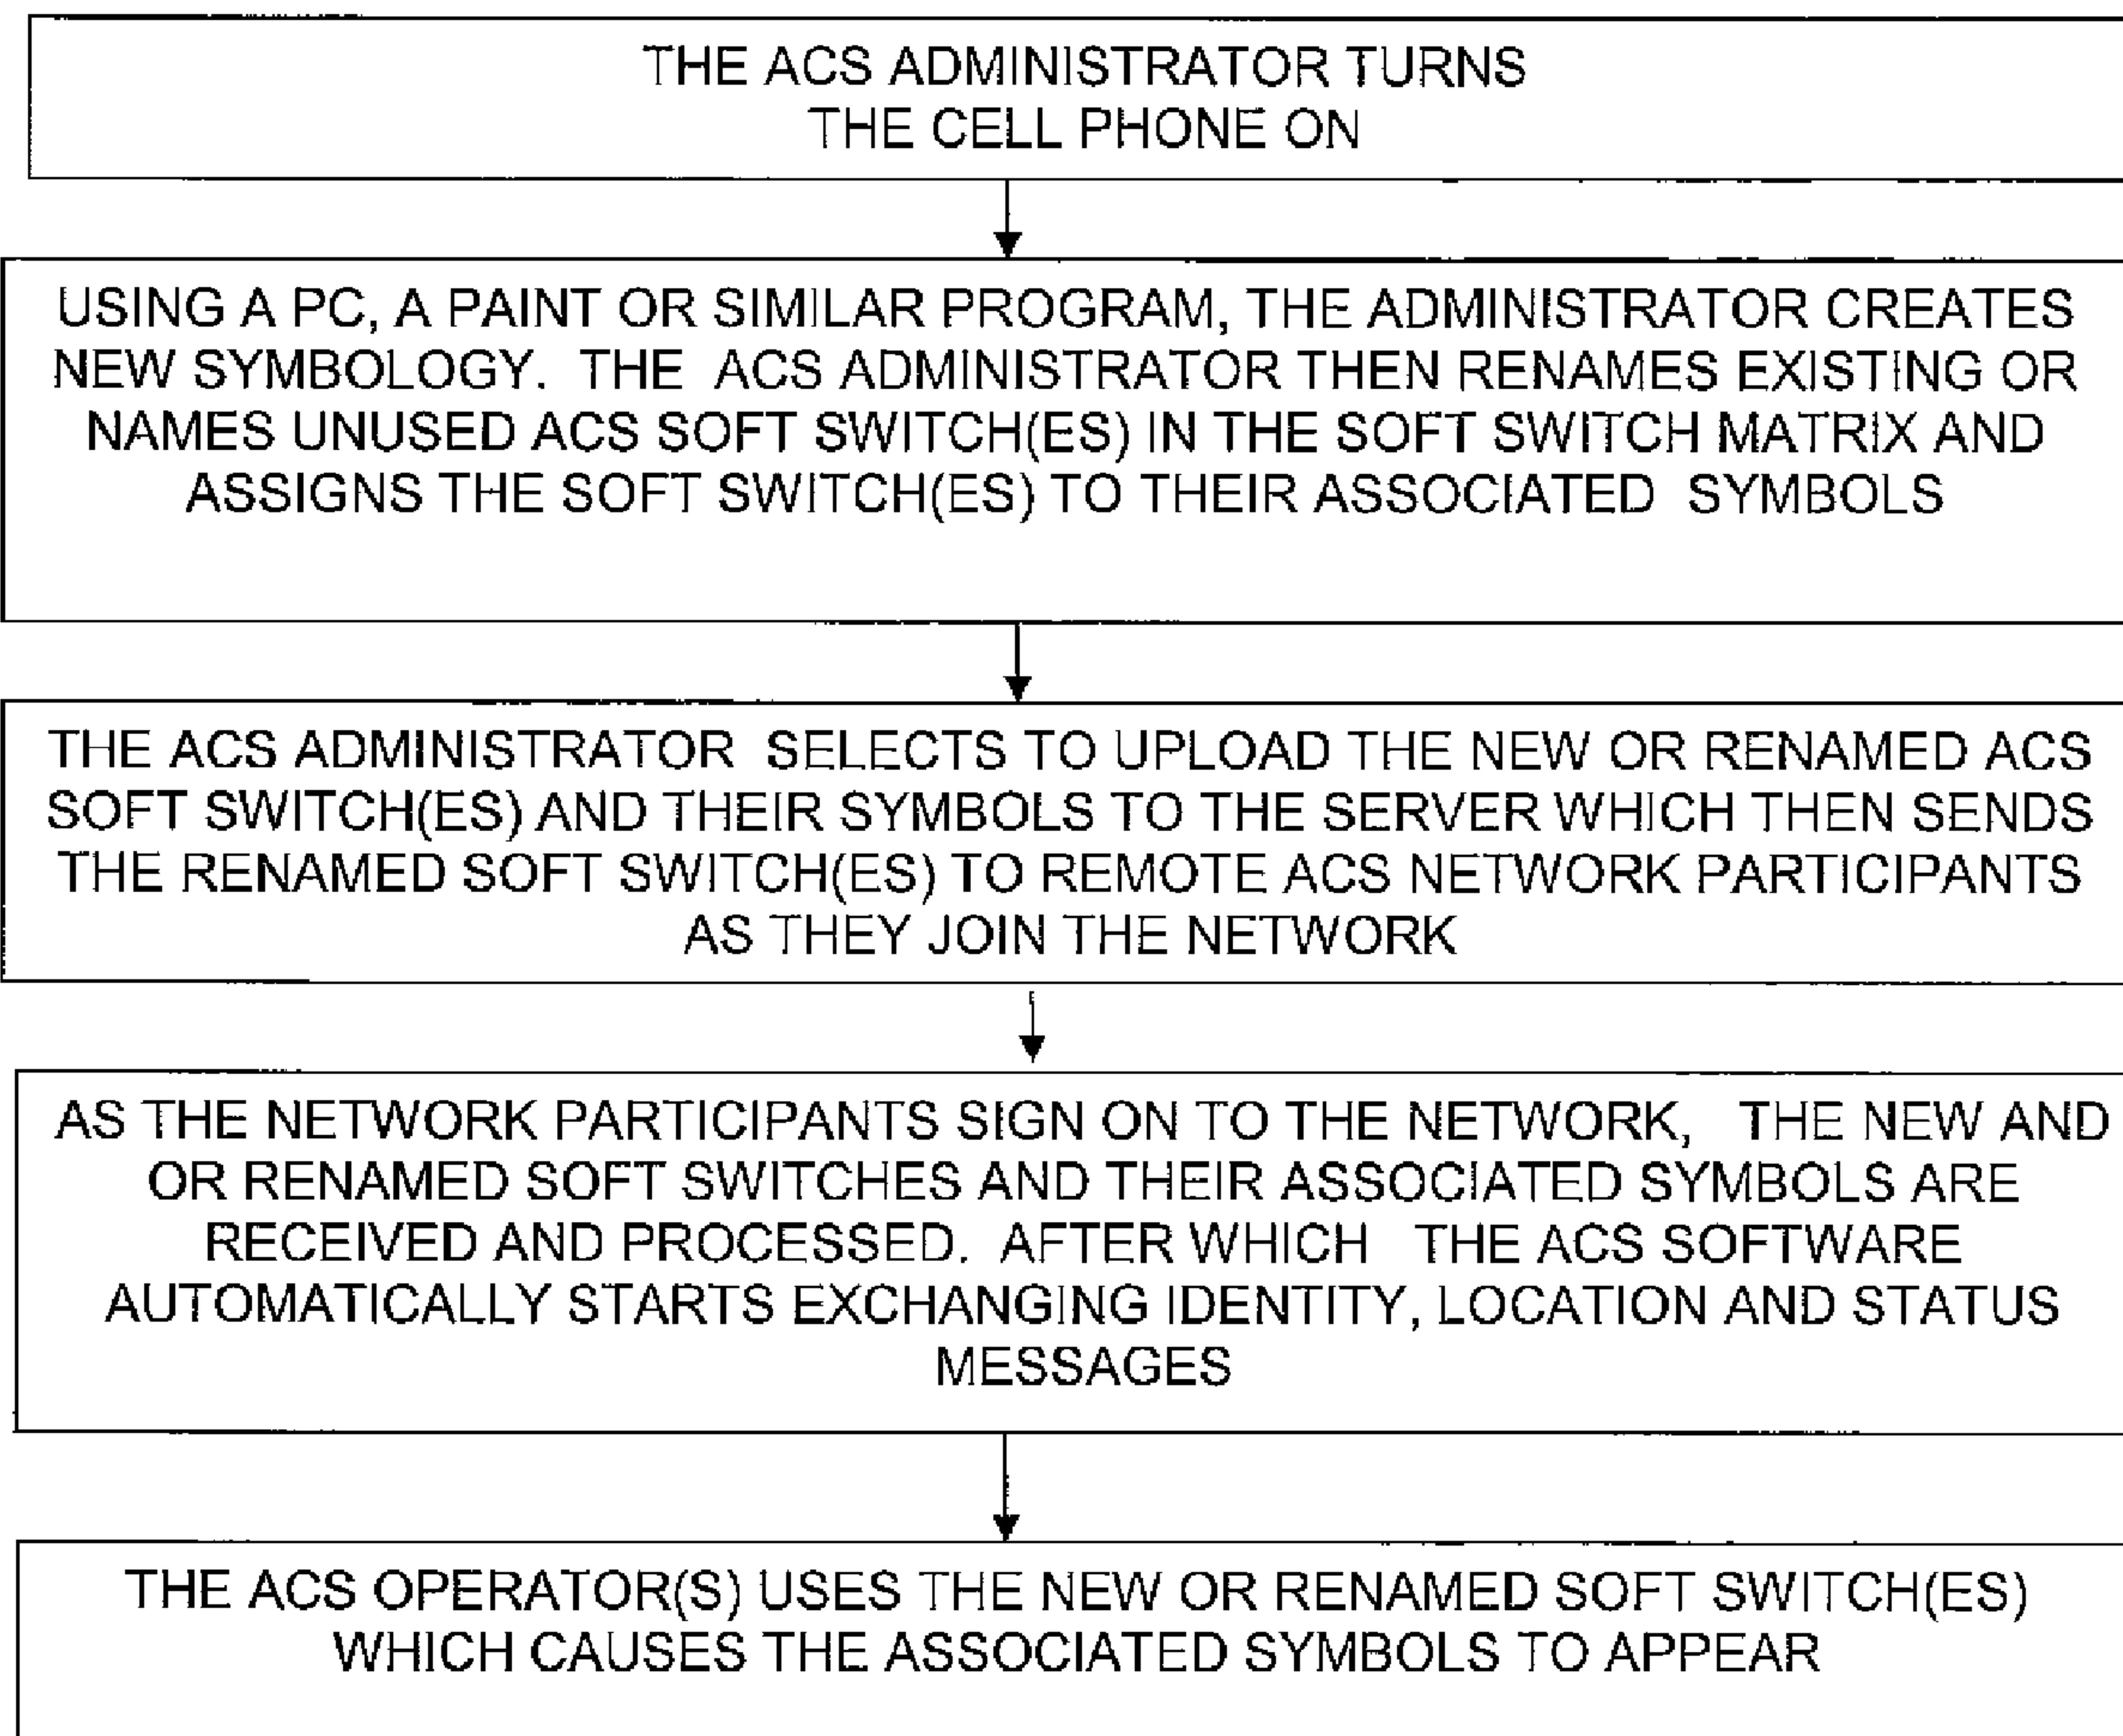 THE ACS ADMINISTRATOR TURNS
THE CELL PHONE ON
USING A PC, A PAINT OR SIMILAR PROGRAM, THE ADMINISTRATOR CREATES
NEW SYMBOLOGY. THE ACS ADMINISTRATOR THEN RENAMES EXISTING OR
NAMES UNUSED ACS SOFT SWITCH(ES) IN THE SOFT SWITCH MATRIX AND
ASSIGNS THE SOFT SWITCH(ES) TO THEIR ASSOCIATED SYMBOLS
THE ACS ADMINISTRATOR SELECTS TO UPLOAD THE NEW OR RENAMED ACS
SOFT SWITCH(ES) AND THEIR SYMBOLS TO THE SERVER WHICH THEN SENDS
THE RENAMED SOFT SWITCH(ES) TO REMOTE ACS NETWORK PARTICIPANTS
AS THEY JOIN THE NETWORK
AS THE NETWORK PARTICIPANTS SIGN ON TO THE NETWORK, THE NEW AND
OR RENAMED SOFT SWITCHES AND THEIR ASSOCIATED SYMBOLS ARE
RECEIVED AND PROCESSED. AFTER WHICH THE ACS SOFTWARE
AUTOMATICALLY STARTS EXCHANGING IDENTITY, LOCATION AND STATUS
MESSAGES
THE ACS OPERATOR(S) USES THE NEW OR RENAMED SOFT SWITCH(ES)
WHICH CAUSES THE ASSOCIATED SYMBOLS TO APPEAR